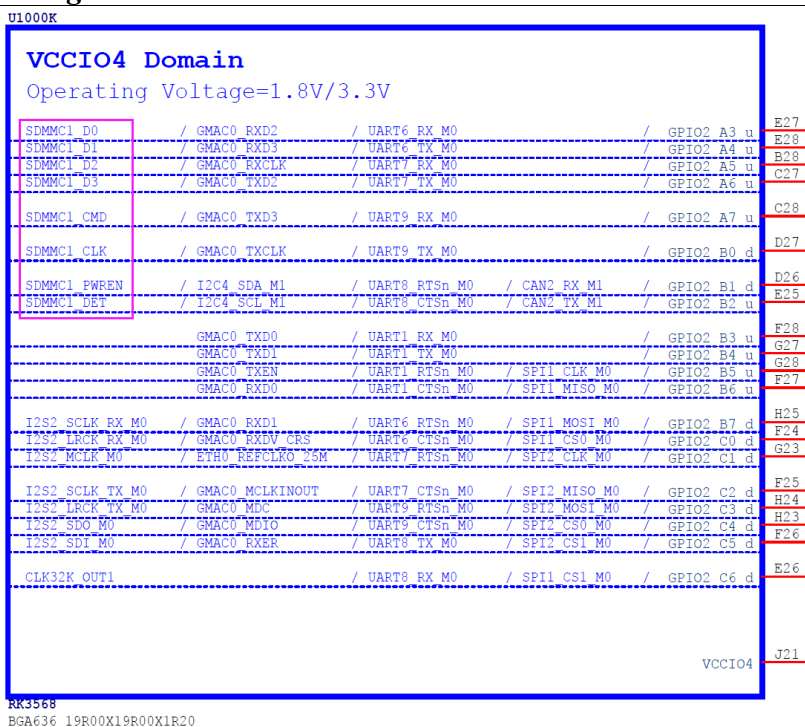 U1000K
VCCIO4 Domain
Operating Voltage=1.8V/3.3V
SDMMC1_D0 / GMAC0_RXD2 / UART6_RX_M0 / GPIO2_A3_u E27
SDMMC1_D1 / GMAC0_RXD3 / UART6_TX_M0 / GPIO2_A4_u E28
SDMMC1_D2 / GMAC0_RXCLK / UART7_RX_M0 / GPIO2_A5_u B28
SDMMC1_D3 / GMAC0_TXD2 / UART7_TX_M0 / GPIO2_A6_u C27
SDMMC1_CMD / GMAC0_TXD3 / UART9_RX_M0 / GPIO2_A7_u C28
SDMMC1_CLK / GMAC0_TXCLK / UART9_TX_M0 / GPIO2_B0_d D27
SDMMC1_PWREN / I2C4_SDA_M1 / UART8_RTSn_M0 / CAN2_RX_M1 / GPIO2_B1_d D26
SDMMC1_DET / I2C4_SCL_M1 / UART8_CTSn_M0 / CAN2_TX_M1 / GPIO2_B2_u E25
GMAC0_TXD0 / UART1_RX_M0 / GPIO2_B3_u F28
GMAC0_TXD1 / UART1_TX_M0 / GPIO2_B4_u G27
GMAC0_TXEN / UART1_RTSn_M0 / SPI1_CLK_M0 / GPIO2_B5_u G28
GMAC0_RXD0 / UART1_CTSn_M0 / SPI1_MISO_M0 / GPIO2_B6_u F27
I2S2_SCLK_RX_M0 / GMAC0_RXD1 / UART6_RTSn_M0 / SPI1_MOSI_M0 / GPIO2_B7_d H25
I2S2_LRCK_RX_M0 / GMAC0_RXDV_CRS / UART6_CTSn_M0 / SPI1_CS0_M0 / GPIO2_C0_d F24
I2S2_MCLK_M0 / ETH0_REFCLKO_25M / UART7_RTSn_M0 / SPI2_CLK_M0 / GPIO2_C1_d G23
I2S2_SCLK_TX_M0 / GMAC0_MCLKINOUT / UART7_CTSn_M0 / SPI2_MISO_M0 / GPIO2_C2_d F25
I2S2_LRCK_TX_M0 / GMAC0_MDC / UART9_RTSn_M0 / SPI2_MOSI_M0 / GPIO2_C3_d H24
I2S2_SDO_M0 / GMAC0_MDIO / UART9_CTSn_M0 / SPI2_CS0_M0 / GPIO2_C4_d H23
I2S2_SDI_M0 / GMAC0_RXER / UART8_TX_M0 / SPI2_CS1_M0 / GPIO2_C5_d F26
CLK32K_OUT1 / UART8_RX_M0 / SPI1_CS1_M0 / GPIO2_C6_d E26
VCCIO4 J21
RK3568
BGA636_19R00X19R00X1R20